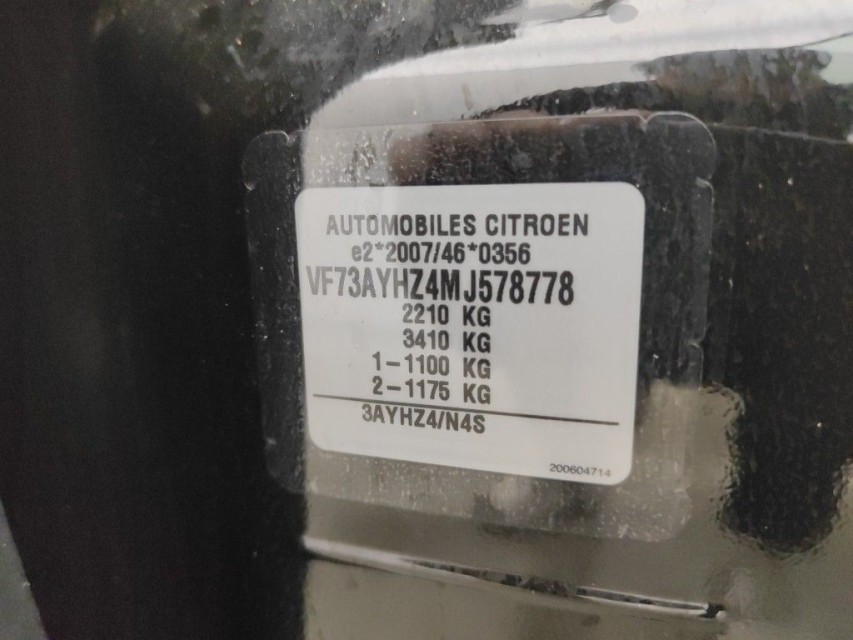 AUTOMOBILES CITROEN
e2*2007/46*0356
VF73AYHZ4MJ578778
2210 KG
3410 KG
1-1100 KG
2-1175 KG
3AYHZ4/N4S
200604714